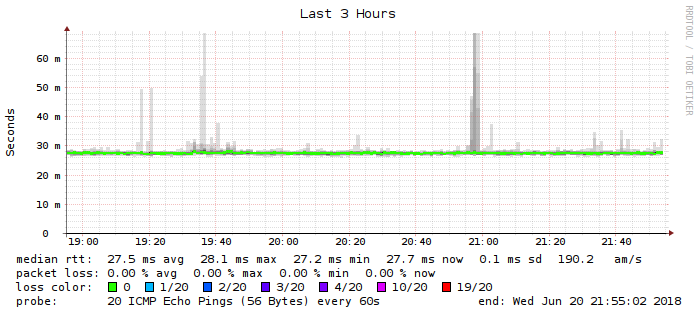 Last 3 Hours
RRDTOOL / TOBI OETIKER
Seconds
60 m
50 m
40 m
30 m
20 m
10 m
0
19:00 19:20 19:40 20:00 20:20 20:40 21:00 21:20 21:40
median rtt: 27.5 ms avg 28.1 ms max 27.2 ms min 27.7 ms now 0.1 ms sd 190.2 am/s
packet loss: 0.00 % avg 0.00 % max 0.00 % min 0.00 % now
loss color: 0 1/20 2/20 3/20 4/20 10/20 19/20
probe: 20 ICMP Echo Pings (56 Bytes) every 60s end: Wed Jun 20 21:55:02 2018